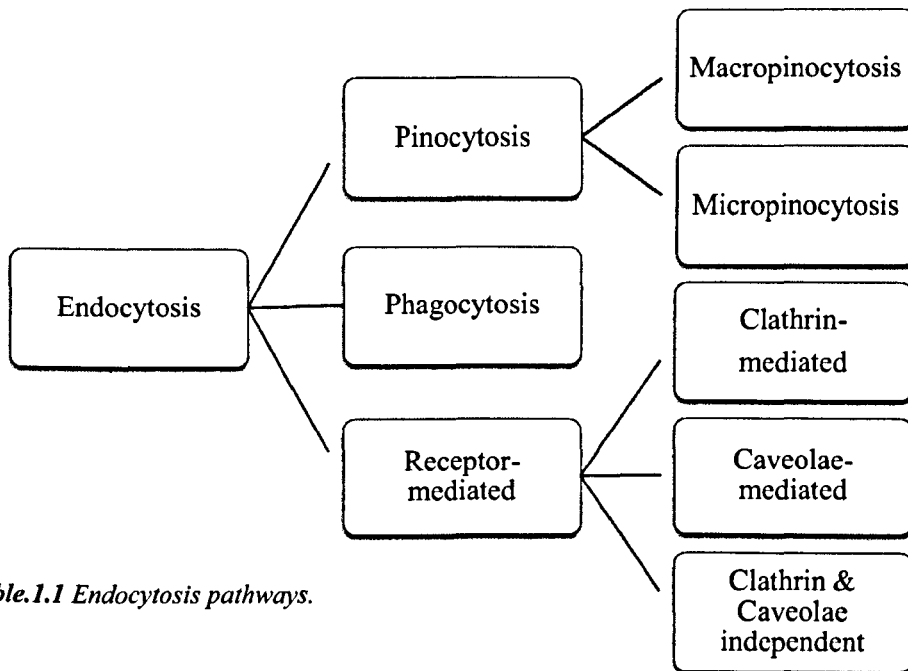 Macropinocytosis
Pinocytosis
Micropinocytosis
Endocytosis
Phagocytosis
Clathrin-
mediated
Receptor-
mediated
Caveolae-
mediated
Clathrin &
Caveolae
independent
ble.1.1 Endocytosis pathways.